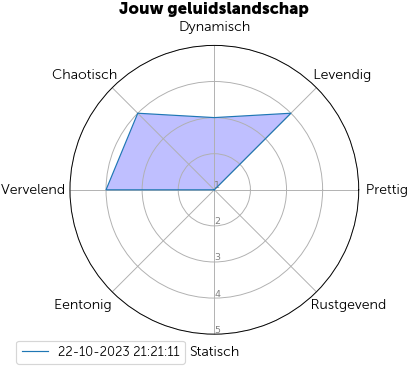 Jouw geluidslandschap
Dynamisch
Chaotisch
Levendig
Vervelend
1
Prettig
2
3
4
Eentonig
Rustgevend
5
22-10-2023 21:21:11
Statisch